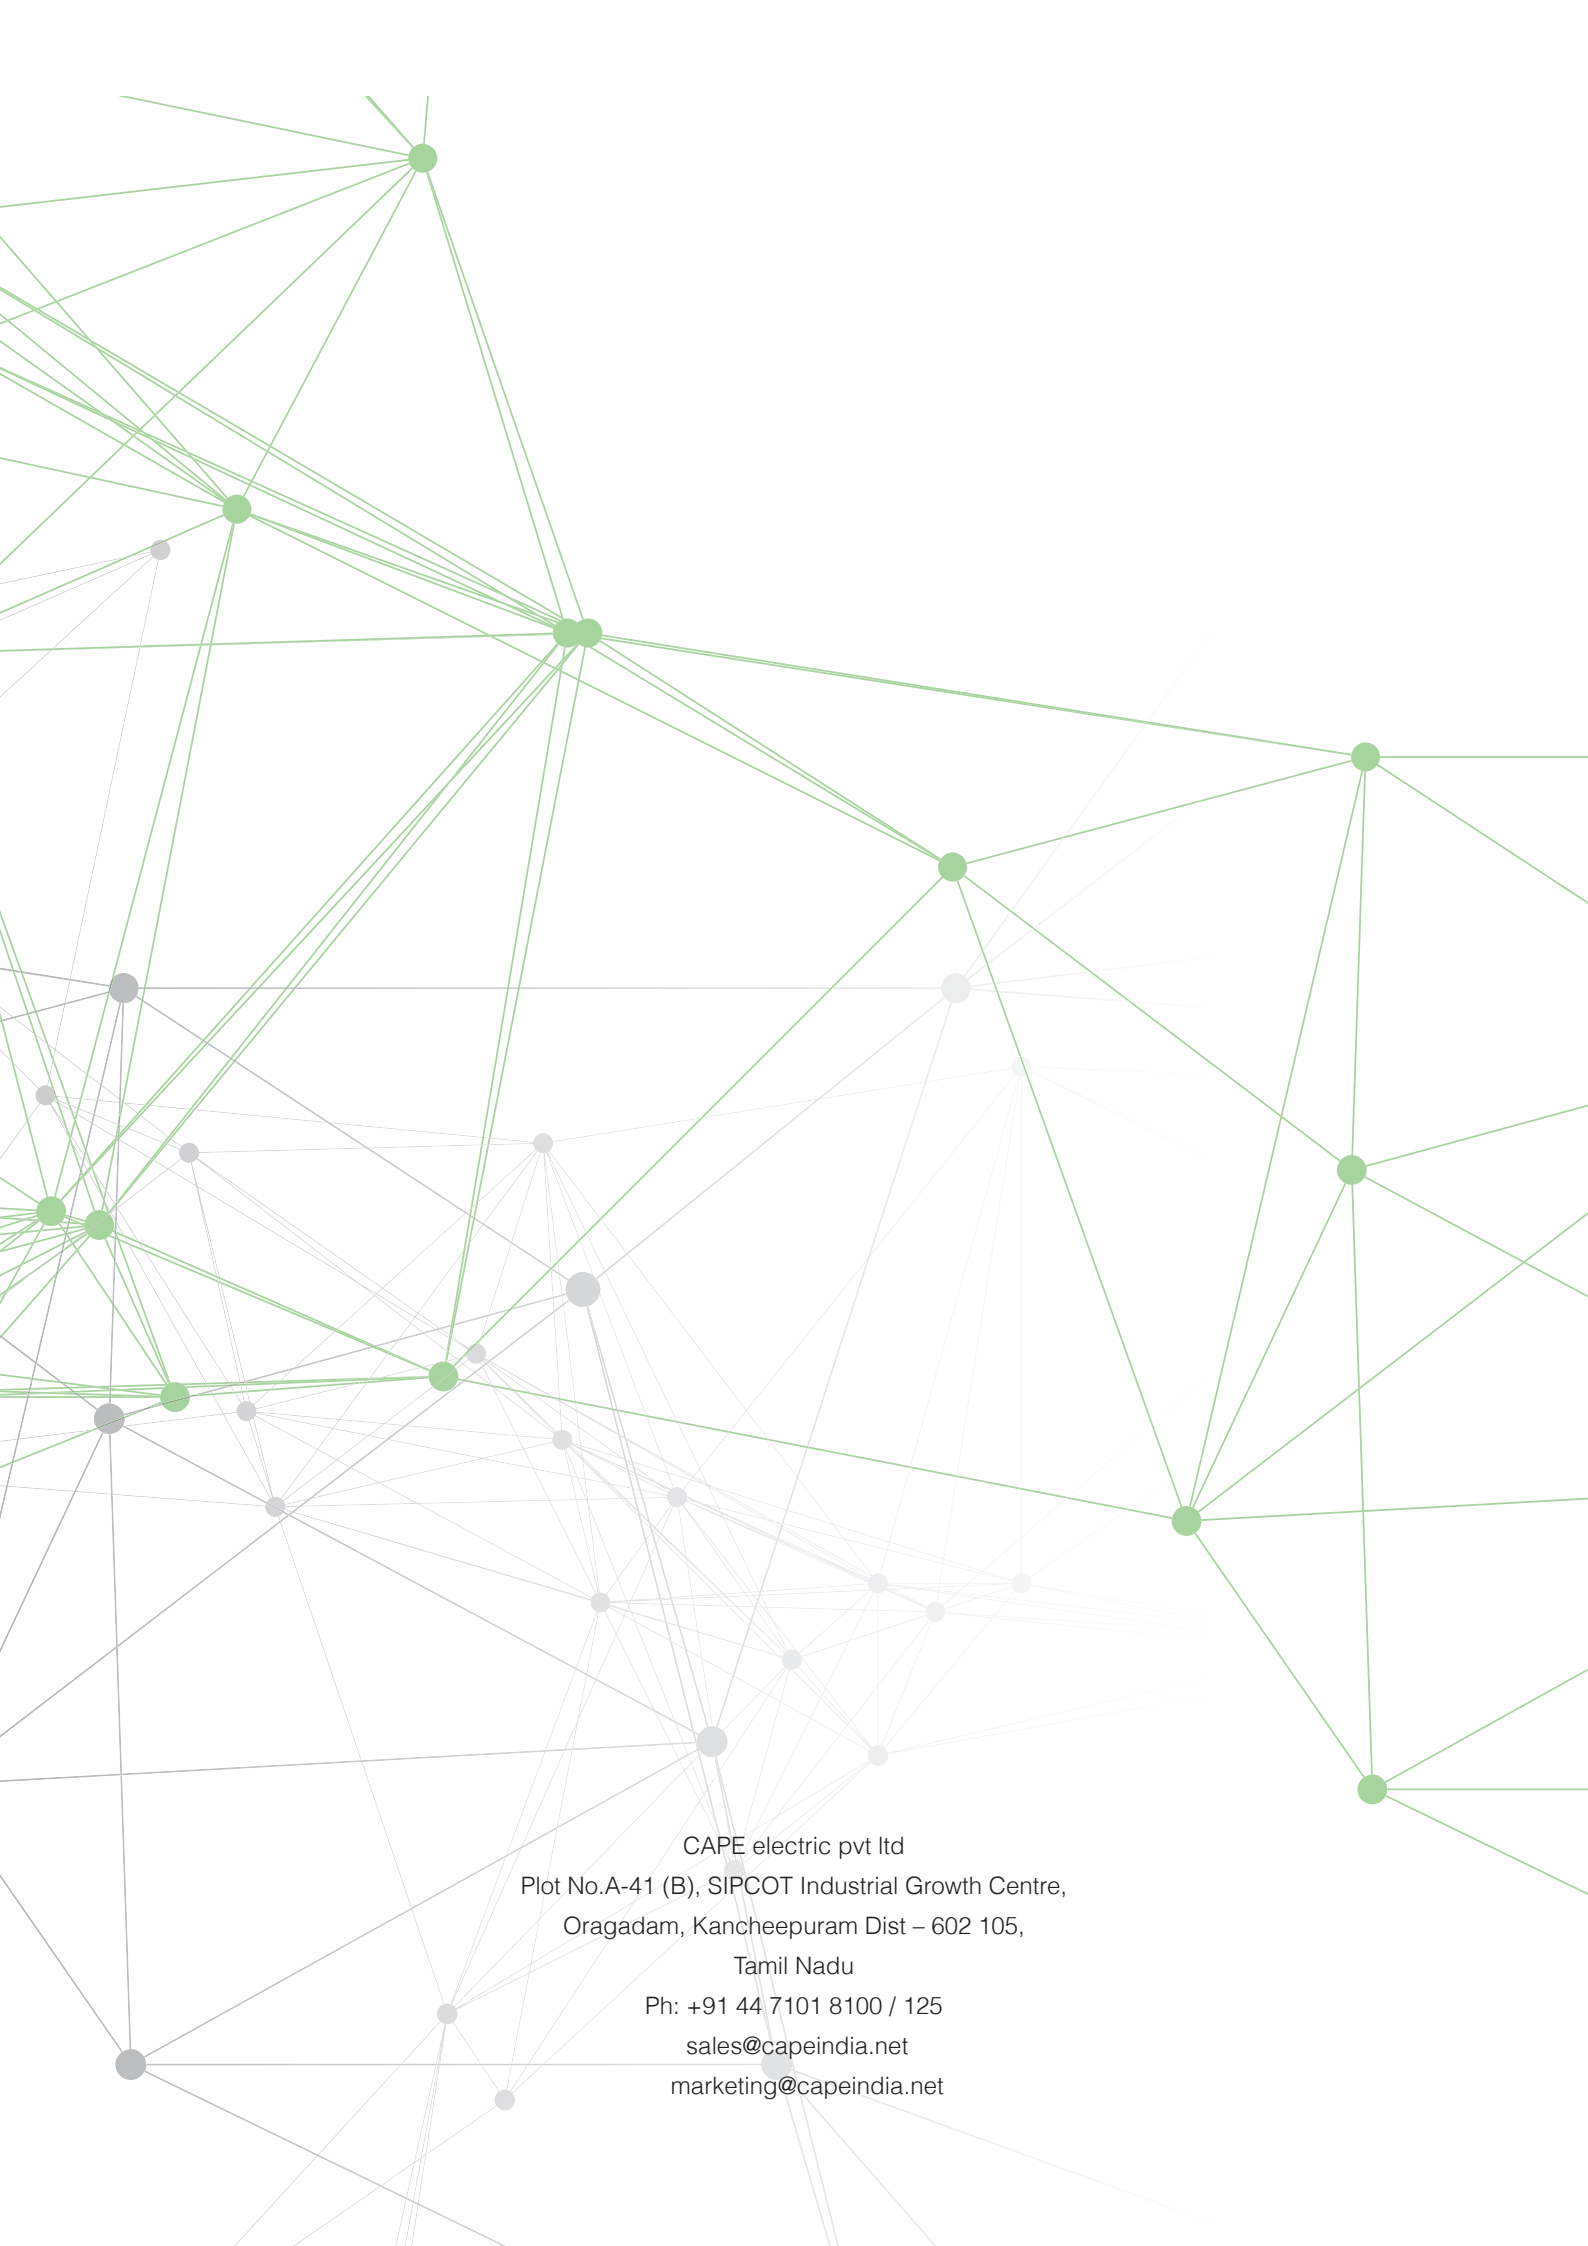 CAPE electric pvt ltd
Plot No.A-41 (B), SIPCOT Industrial Growth Centre,
Oragadam, Kancheepuram Dist – 602 105,
Tamil Nadu
Ph: +91 44 7101 8100 / 125
sales@capeindia.net
marketing@capeindia.net